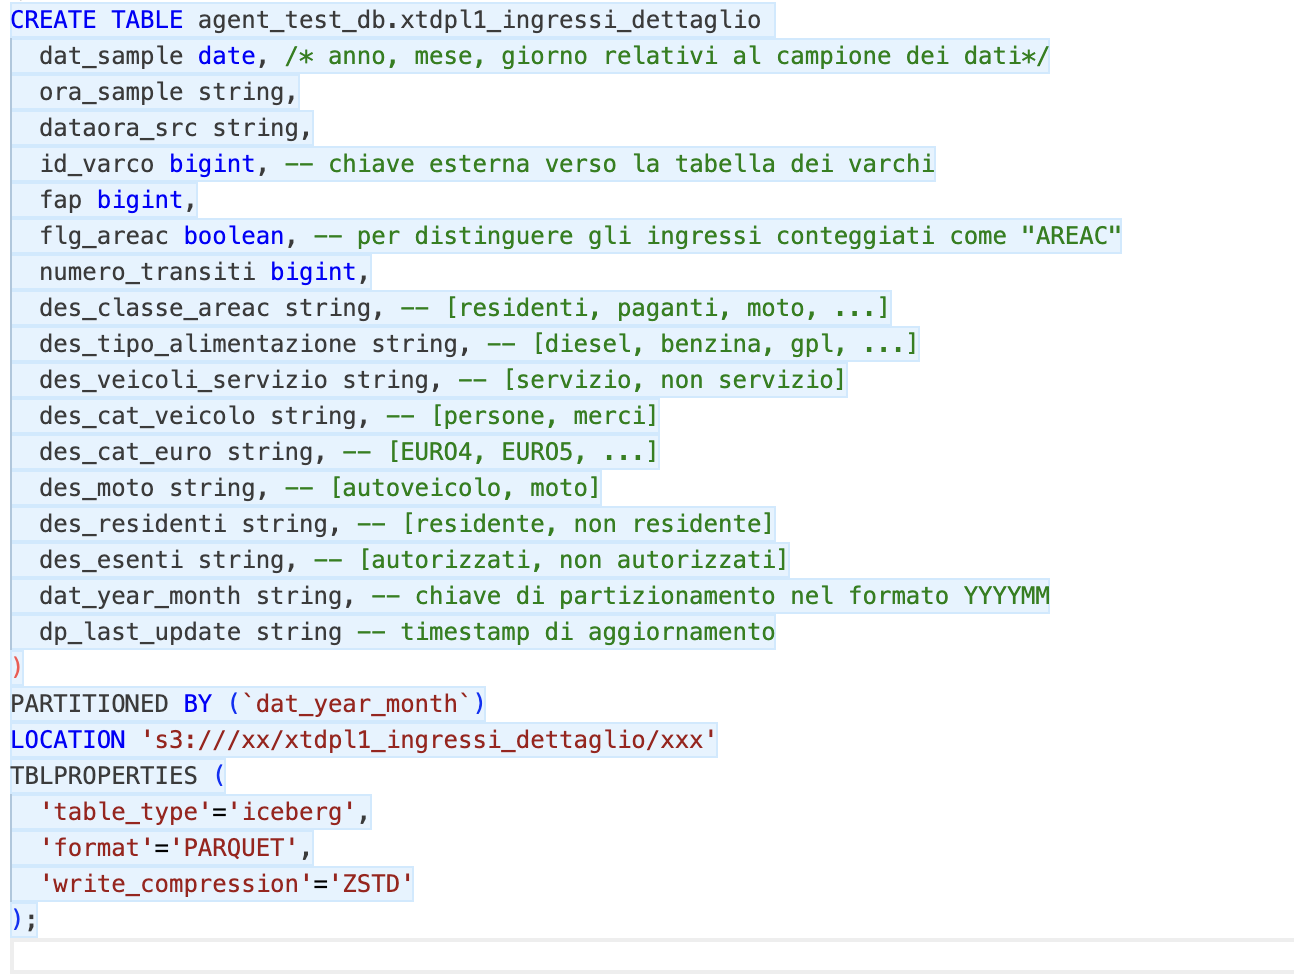 CREATE TABLE agent_test_db.xtdpl1_ingressi_dettaglio
dat_sample date, /* anno, mese, giorno relativi al campione dei dati*/
ora_sample string,
dataora_src string,
id_varco bigint, -- chiave esterna verso la tabella dei varchi
fap bigint,
flg_areac boolean, -- per distinguere gli ingressi conteggiati come "AREAC"
numero_transiti bigint,
des_classe_areac string, -- [residenti, paganti, moto, ...]
des_tipo_alimentazione string, -- [diesel, benzina, gpl, ...]
des_veicoli_servizio string, -- [servizio, non servizio]
des_cat_veicolo string, -- [persone, merci]
des_cat_euro string, -- [EURO4, EURO5, ...]
des_moto string, -- [autoveicolo, moto]
des_residenti string, -- [residente, non residente]
des_esenti string, -- [autorizzati, non autorizzati]
dat_year_month string, -- chiave di partizionamento nel formato YYYYMM
dp_last_update string -- timestamp di aggiornamento
)
PARTITIONED BY (`dat_year_month`)
LOCATION 's3:///xx/xtdpl1_ingressi_dettaglio/xxx'
TBLPROPERTIES (
'table_type'='iceberg',
'format'='PARQUET',
'write_compression'='ZSTD'
);